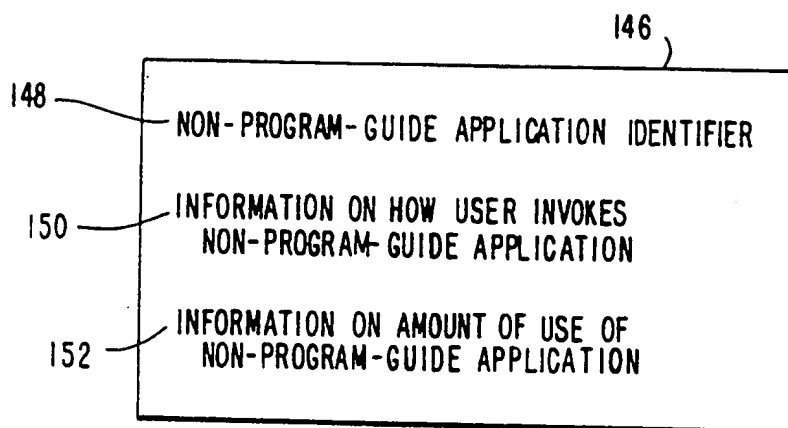 146
148
NON-PROGRAM-GUIDE APPLICATION IDENTIFIER
150
INFORMATION ON HOW USER INVOKES
NON-PROGRAM-GUIDE APPLICATION
152
INFORMATION ON AMOUNT OF USE OF
NON-PROGRAM-GUIDE APPLICATION